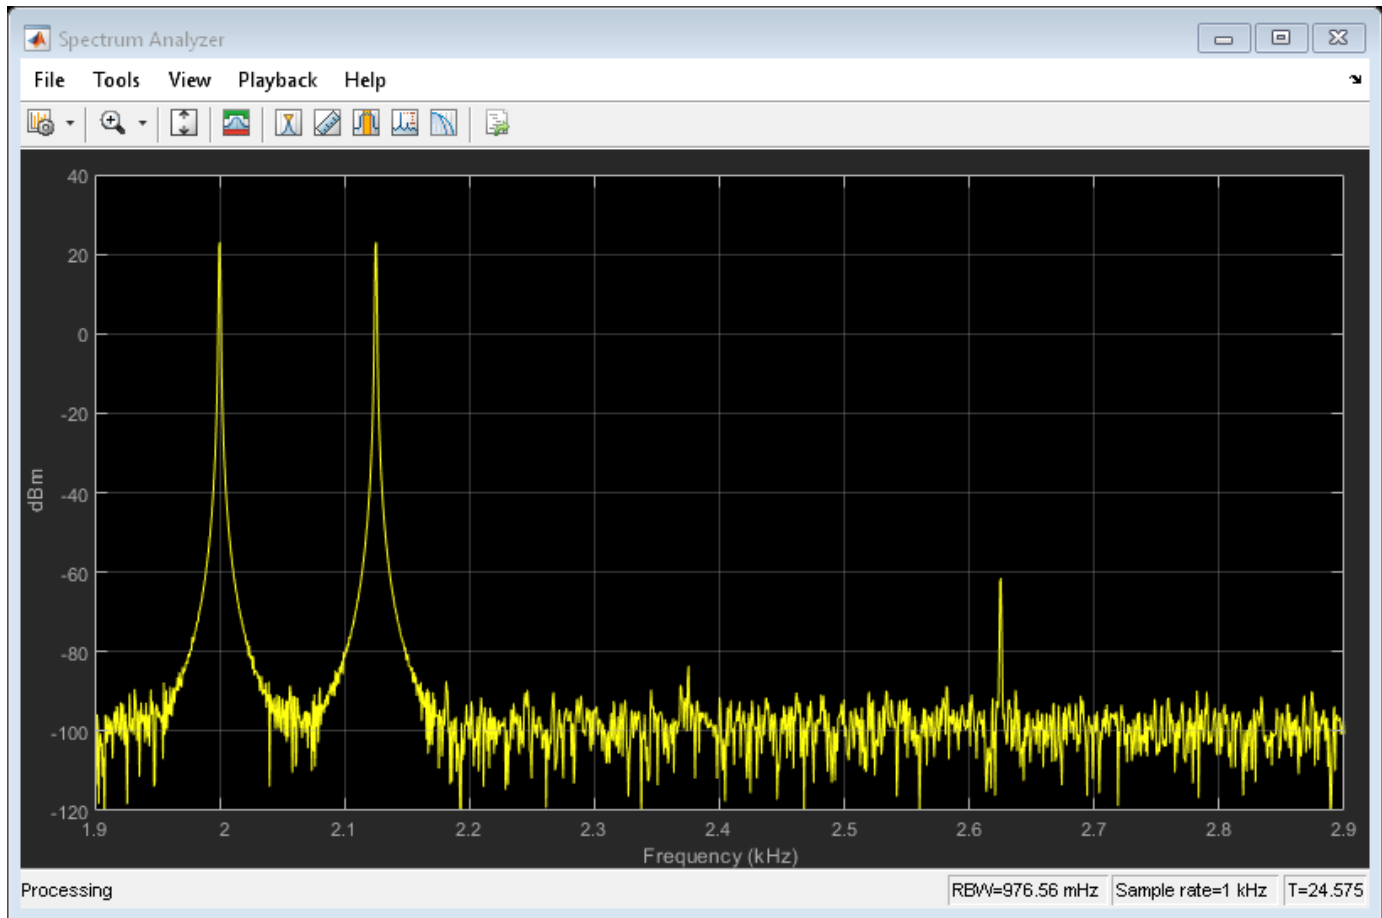 Spectrum Analyzer
File Tools View Playback Help
40
20
0
-20
-40
-60
-80
-100
-120
dBm
1.9 2 2.1 2.2 2.3 2.4 2.5 2.6 2.7 2.8 2.9
Frequency (kHz)
Processing RBW=976.56 mHz Sample rate=1 kHz T=24.575